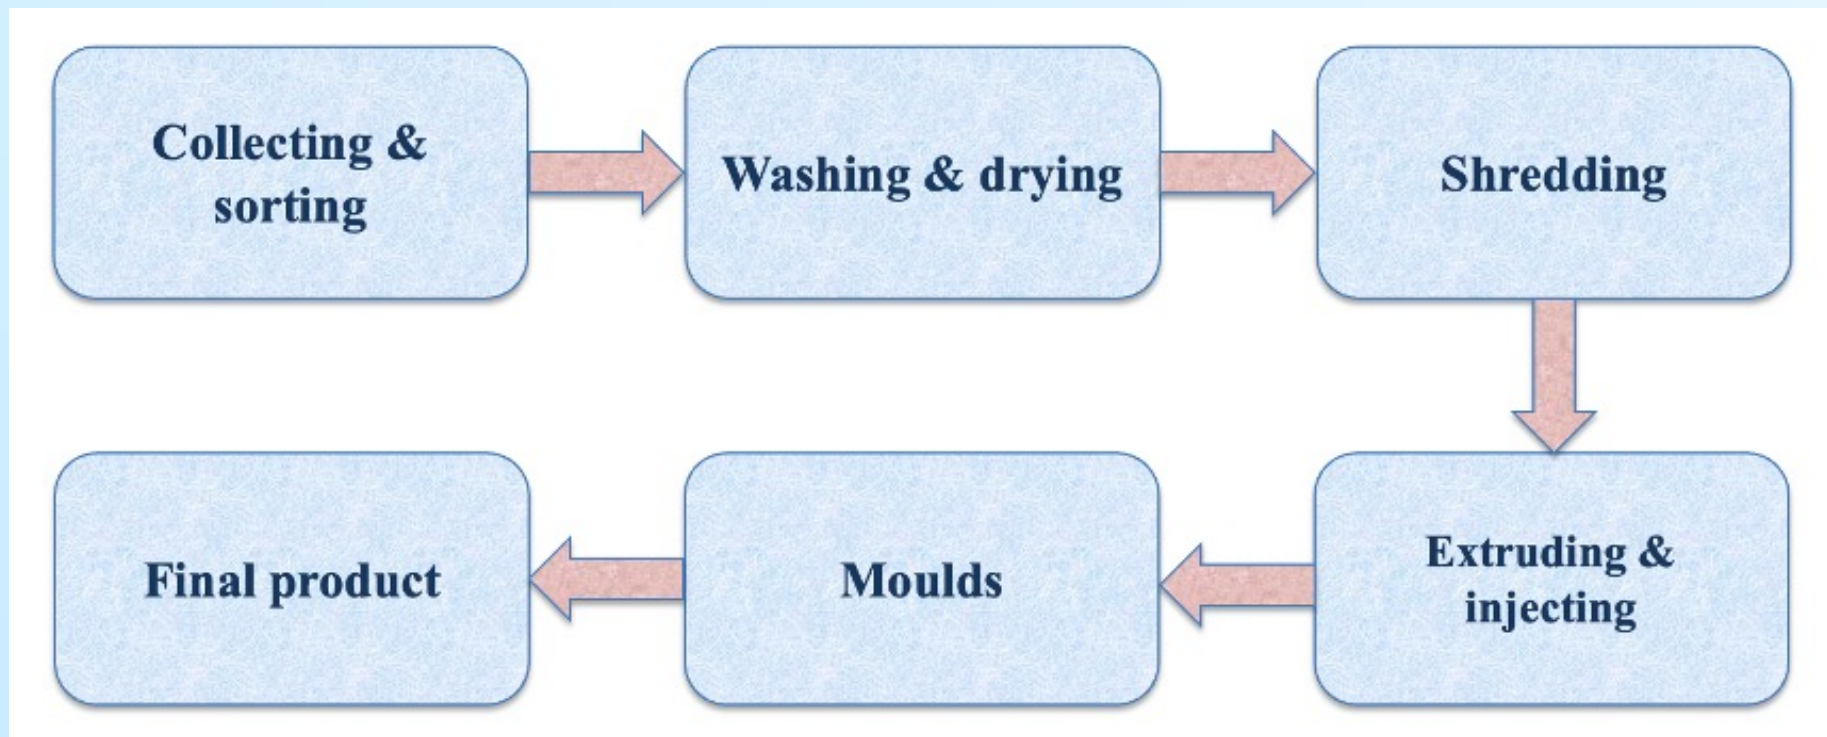 Collecting &
sorting
Washing & drying
Shredding
Extruding &
injecting
Moulds
Final product